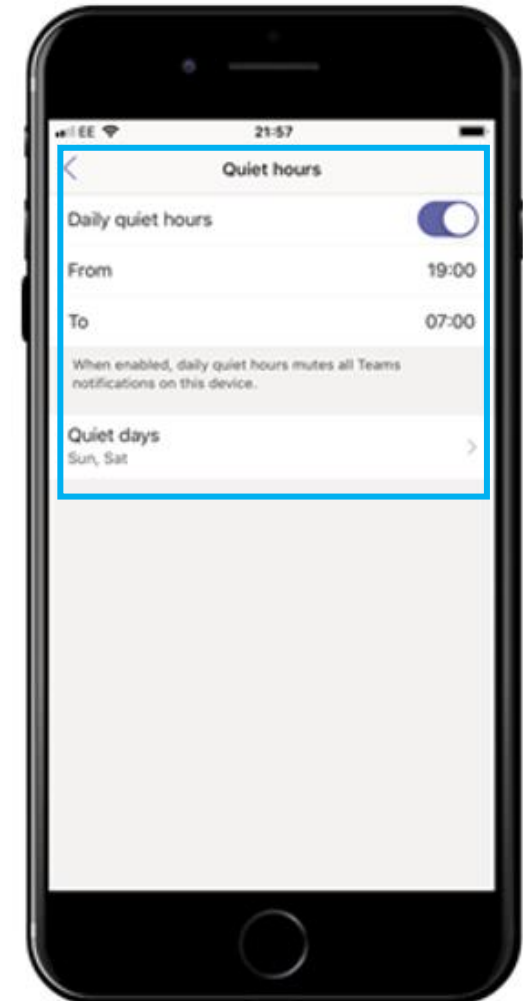 EE 21:57
Quiet hours
Daily quiet hours
From 19:00
To 07:00
When enabled, daily quiet hours mutes all Teams
notifications on this device.
Quiet days
Sun, Sat